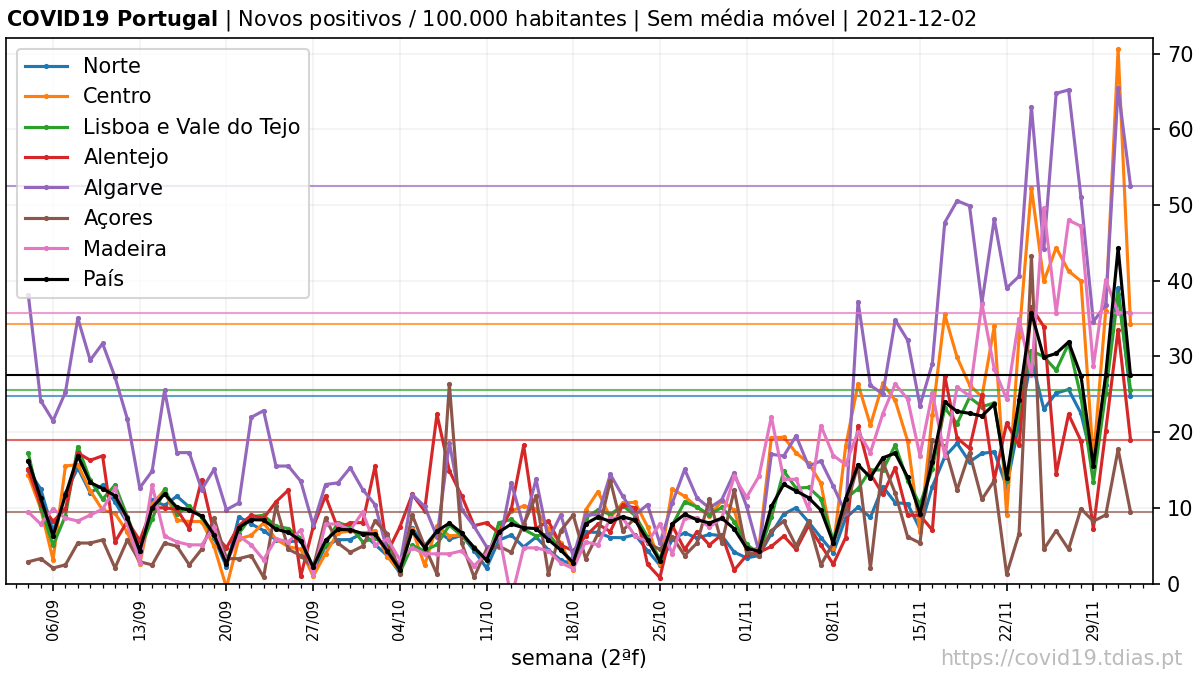 COVID19 Portugal | Novos positivos / 100.000 habitantes | Sem média móvel | 2021-12-02
Norte
Centro
Lisboa e Vale do Tejo
Alentejo
Algarve
Açores
Madeira
País
70
60
50
40
30
20
10
0
06/09
13/09
20/09
27/09
04/10
11/10
18/10
25/10
01/11
08/11
15/11
22/11
29/11
semana (2ªf)
https://covid19.tdias.pt